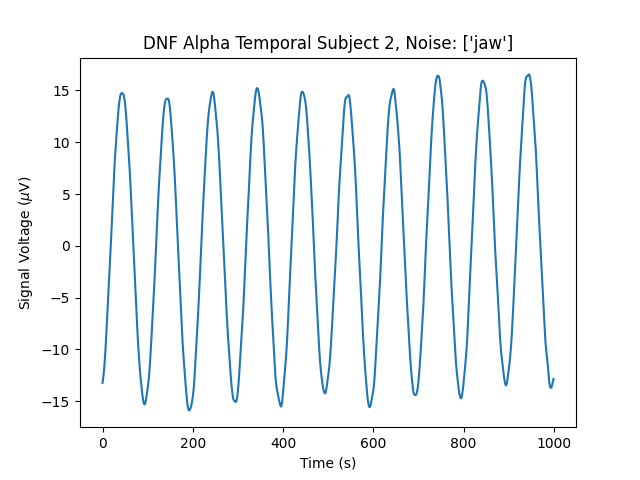 DNF Alpha Temporal Subject 2, Noise: ['jaw']
15
10
5
0
−5
−10
−15
Signal Voltage (μV)
0 200 400 600 800 1000
Time (s)